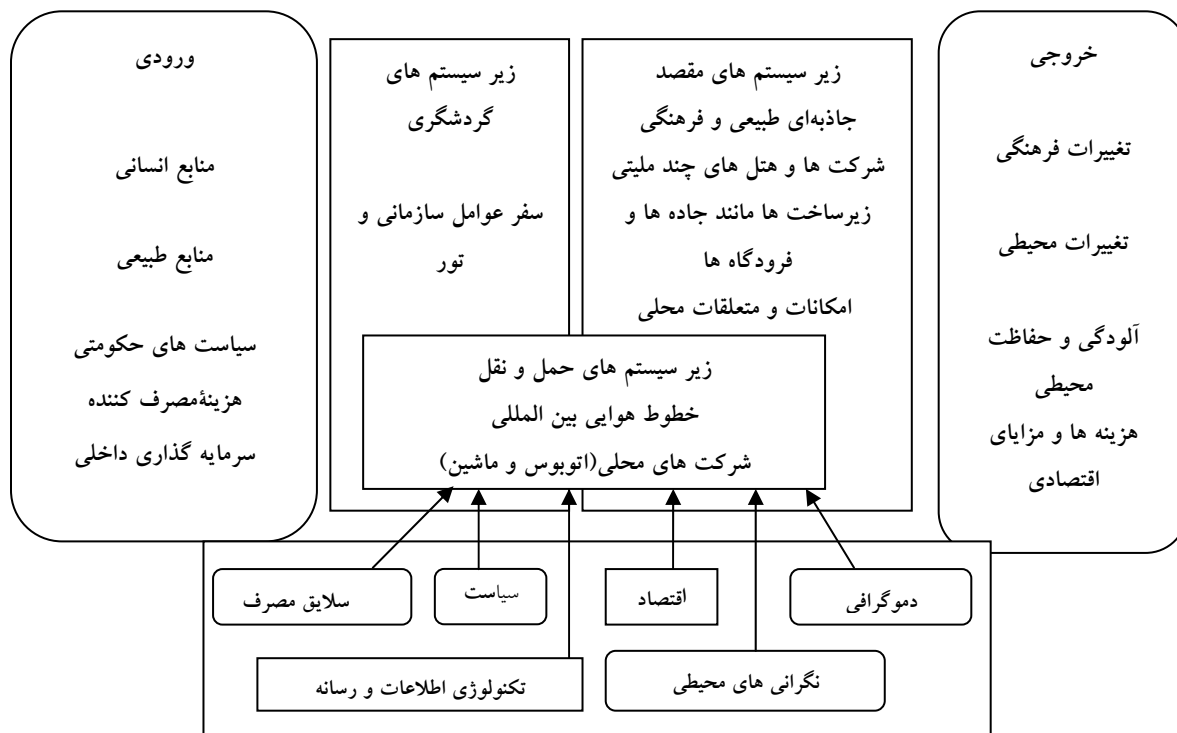 ورودی
منابع انسانی
منابع طبیعی
سیاست های حکومتی
هزینهٔمصرف کننده
سرمایه گذاری داخلی
زیر سیستم های
گردشگری
سفر عوامل سازمانی و
تور
زیر سیستم های مقصد
جاذبه‌ای طبیعی و فرهنگی
شرکت ها و هتل های چند ملیتی
زیرساخت ها مانند جاده ها و
فرودگاه ها
امکانات و متعلقات محلی
خروجی
تغییرات فرهنگی
تغییرات محیطی
آلودگی و حفاظت
محیطی
هزینه ها و مزایای
اقتصادی
زیر سیستم های حمل و نقل
خطوط هوایی بین المللی
شرکت های محلی(اتوبوس و ماشین)
سلایق مصرف
سیاست
اقتصاد
دموگرافی
تکنولوژی اطلاعات و رسانه
نگرانی های محیطی